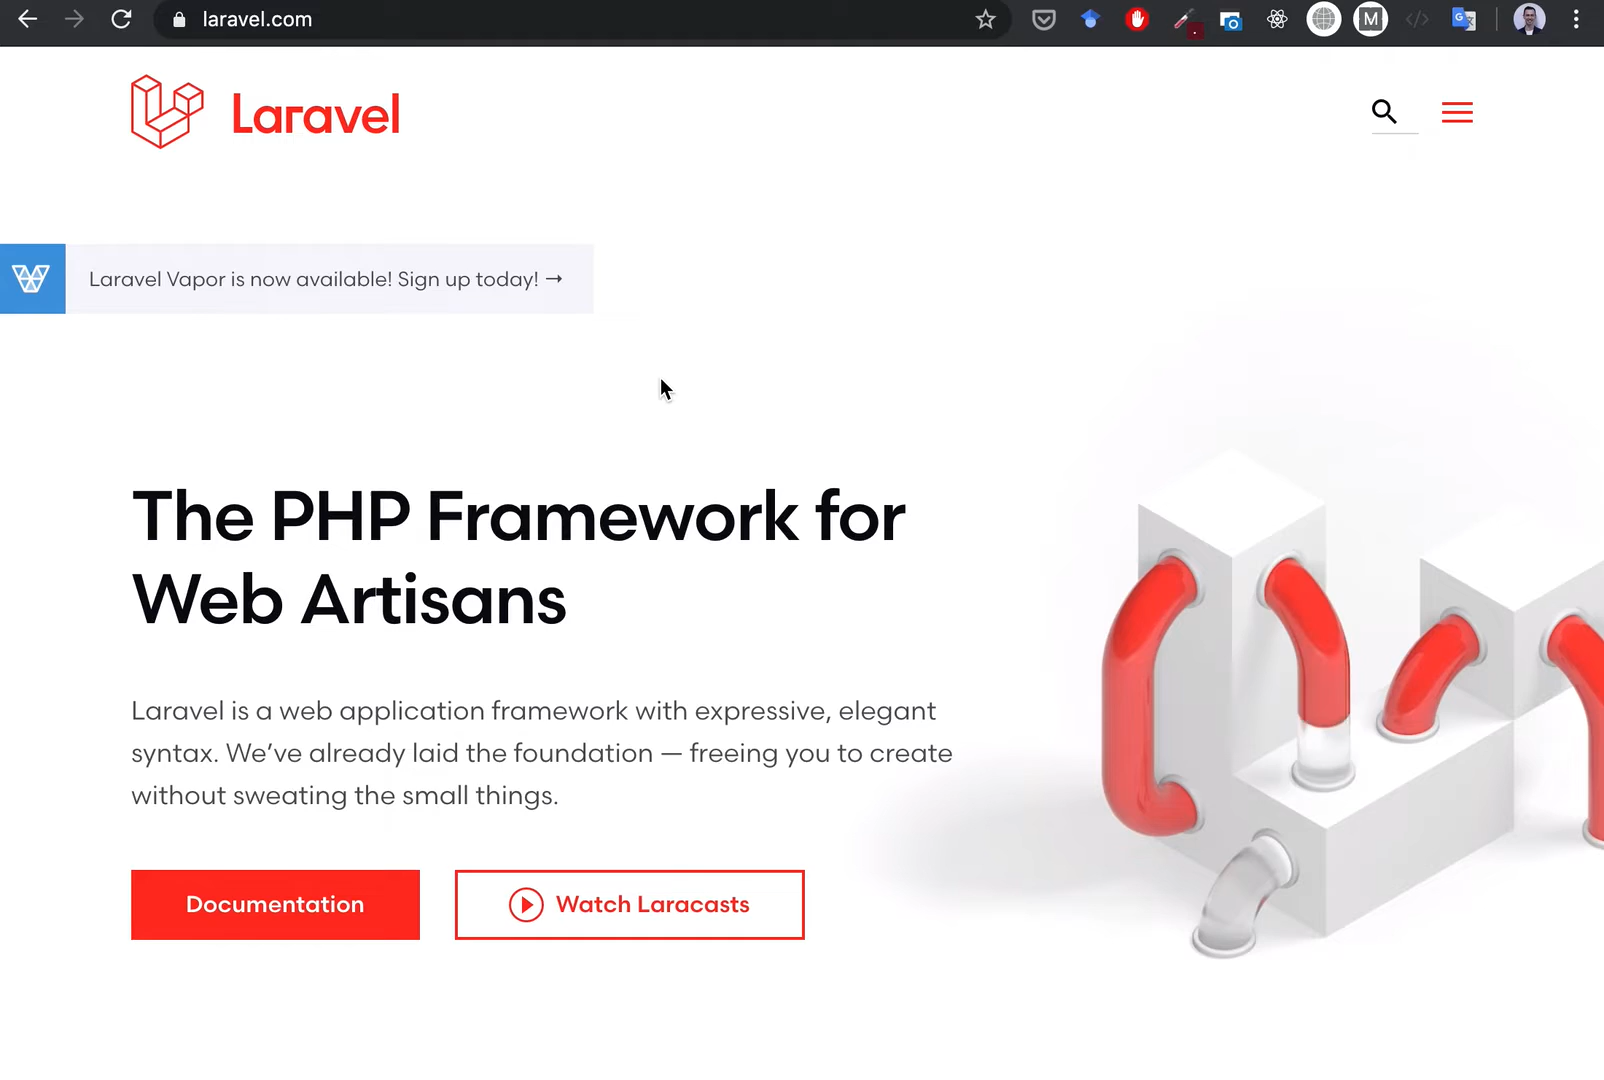 laravel.com
M
G
Laravel
Laravel Vapor is now available! Sign up today! →
The PHP Framework for
Web Artisans
Laravel is a web application framework with expressive, elegant
syntax. We’ve already laid the foundation — freeing you to create
without sweating the small things.
Documentation
Watch Laracasts